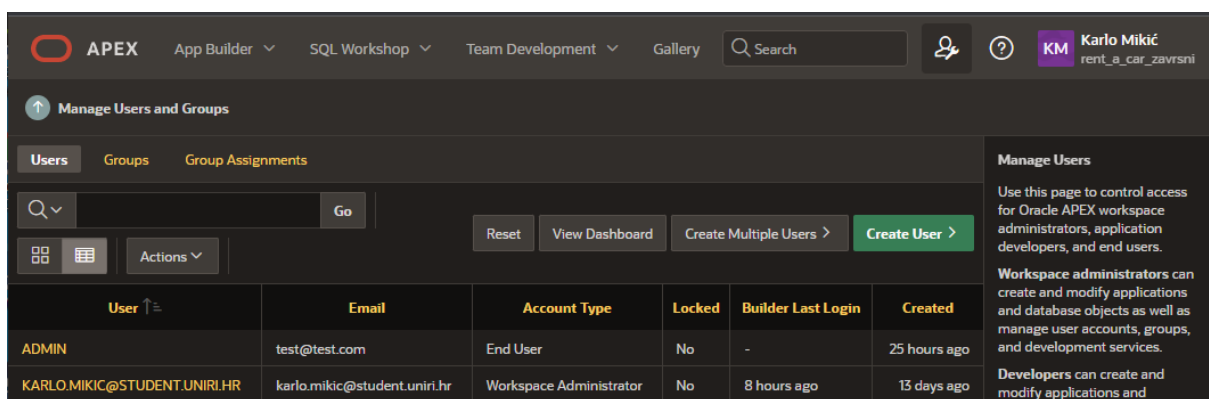 APEX App Builder SQL Workshop Team Development Gallery Search KM Karlo Mikić
rent_a_car_zavrsni
Manage Users and Groups
Users Groups Group Assignments
Go
Reset View Dashboard Create Multiple Users Create User
Actions
User Email Account Type Locked Builder Last Login Created
ADMIN test@test.com End User No - 25 hours ago
KARLO.MIKIC@STUDENT.UNIRI.HR karlo.mikic@student.uniri.hr Workspace Administrator No 8 hours ago 13 days ago
Manage Users
Use this page to control access
for Oracle APEX workspace
administrators, application
developers, and end users.
Workspace administrators can
create and modify applications
and database objects as well as
manage user accounts, groups,
and development services.
Developers can create and
modify applications and